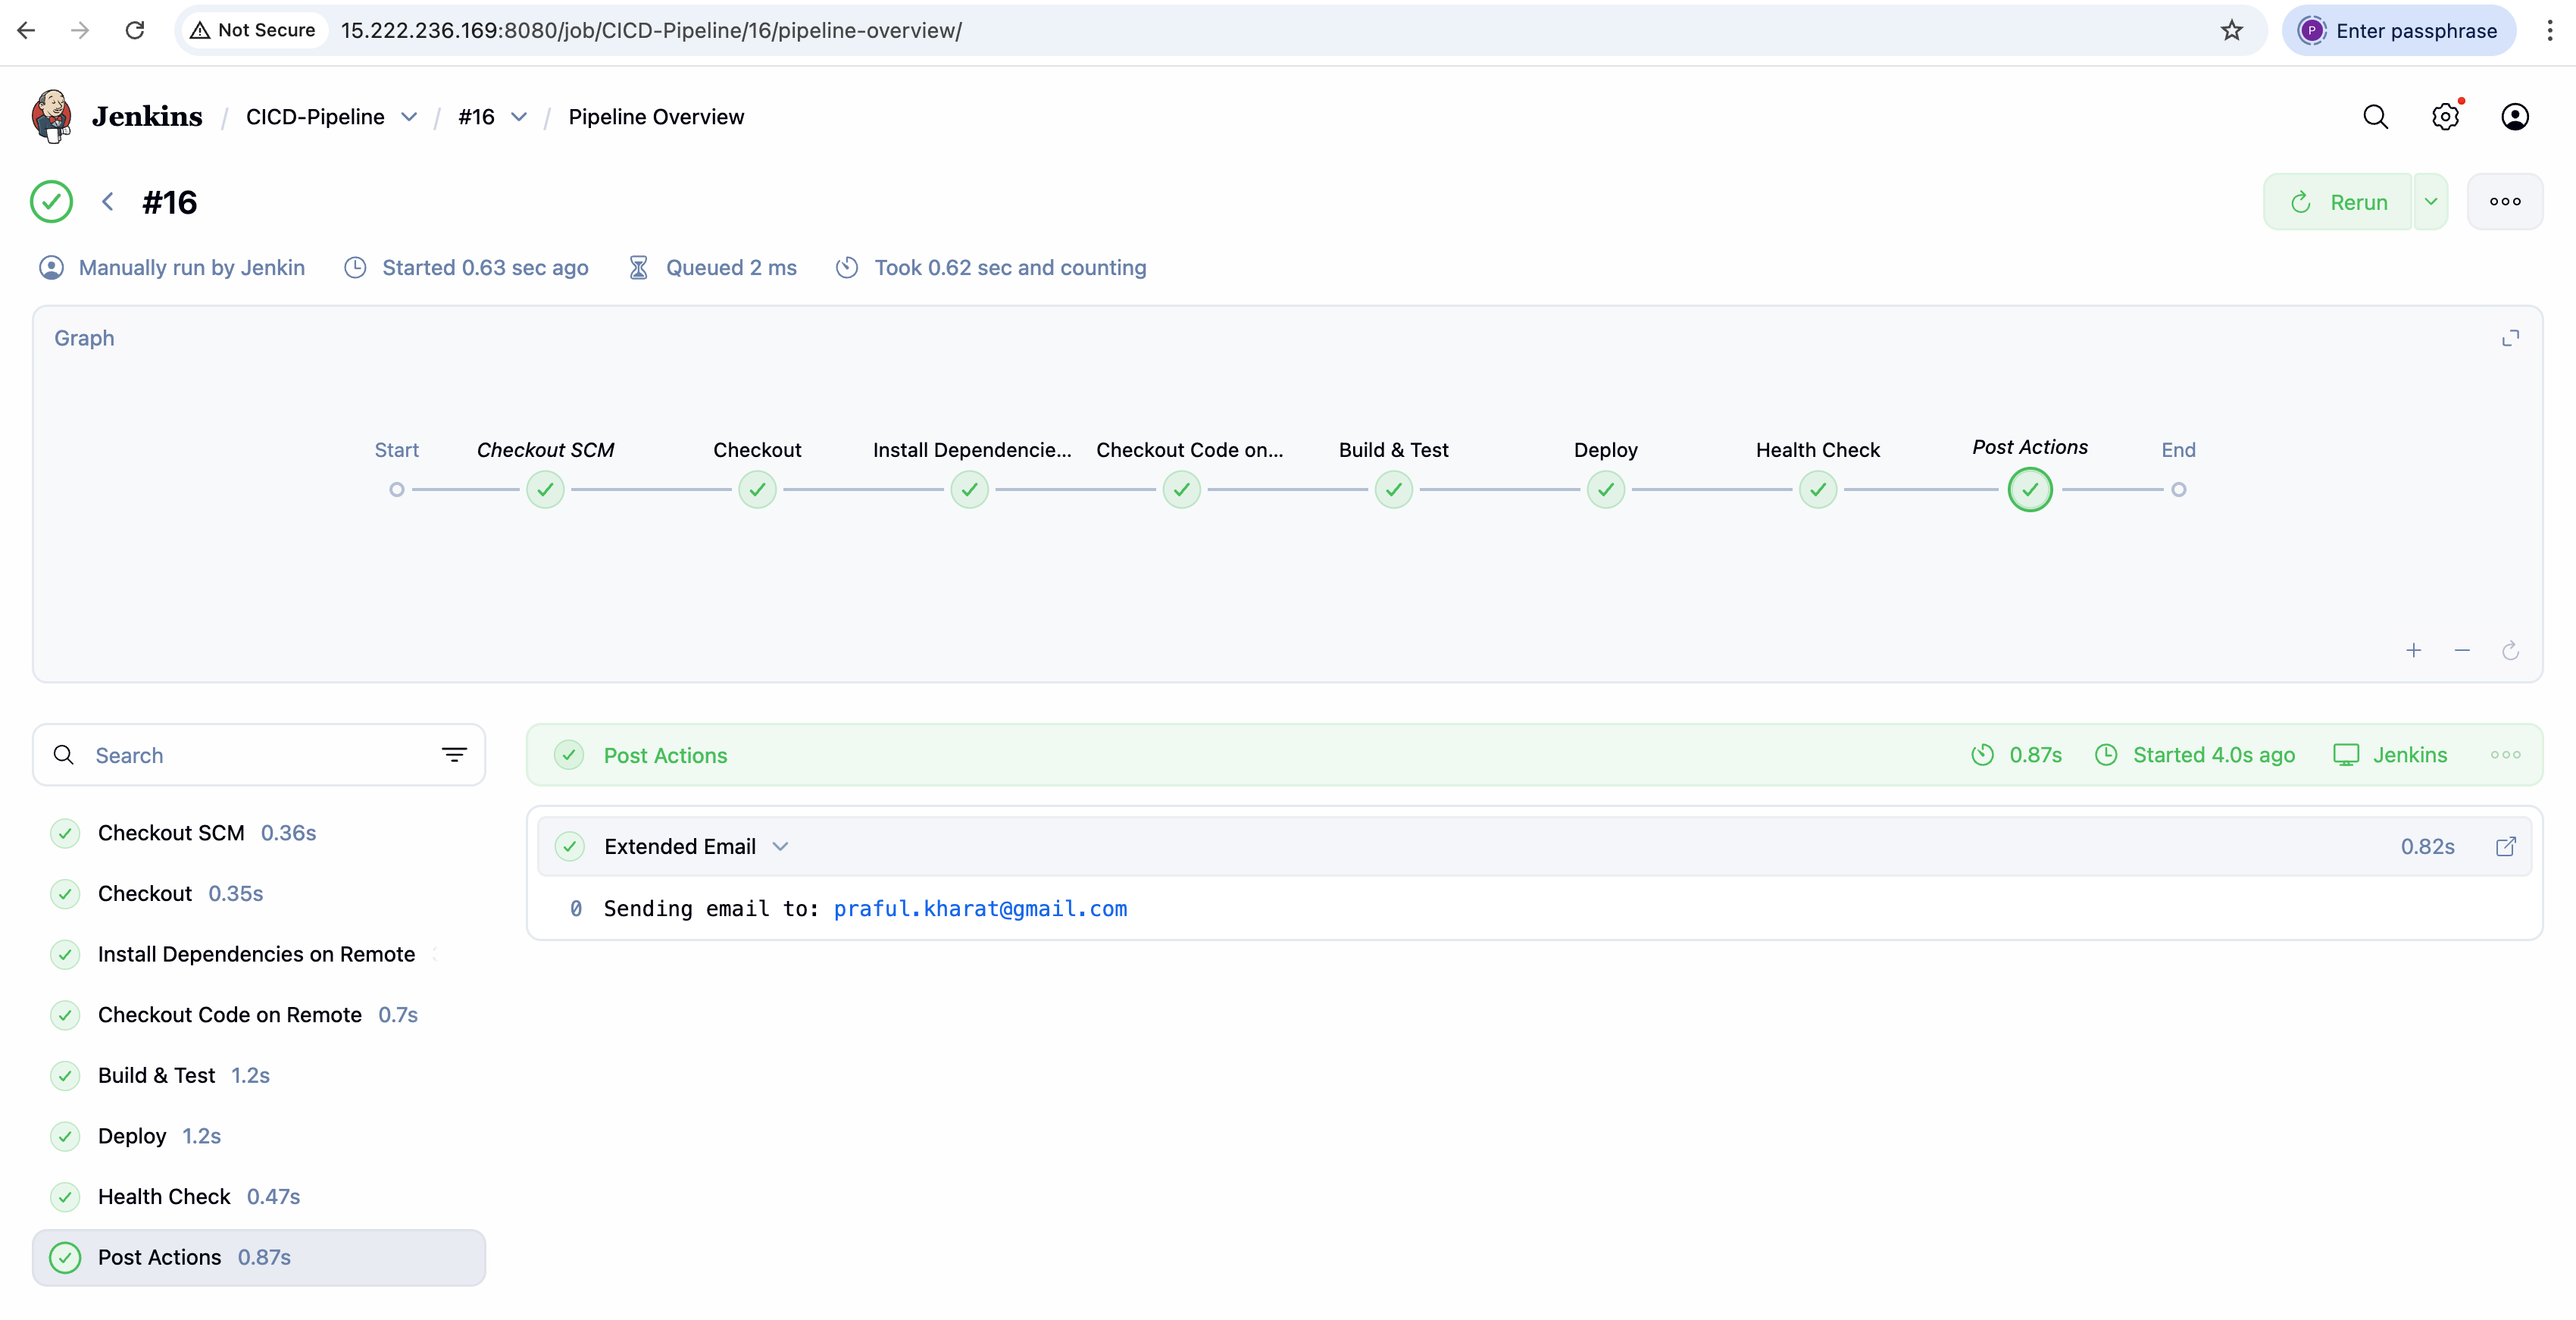 Not Secure 15.222.236.169:8080/job/CICD-Pipeline/16/pipeline-overview/ P Enter passphrase
Jenkins / CICD-Pipeline / #16 / Pipeline Overview
#16 Rerun
Manually run by Jenkin Started 0.63 sec ago Queued 2 ms Took 0.62 sec and counting
Graph
Start Checkout SCM Checkout Install Dependencie... Checkout Code on... Build & Test Deploy Health Check Post Actions End
Search
Checkout SCM 0.36s
Checkout 0.35s
Install Dependencies on Remote
Checkout Code on Remote 0.7s
Build & Test 1.2s
Deploy 1.2s
Health Check 0.47s
Post Actions 0.87s
Post Actions 0.87s Started 4.0s ago Jenkins
Extended Email 0.82s
0 Sending email to: praful.kharat@gmail.com